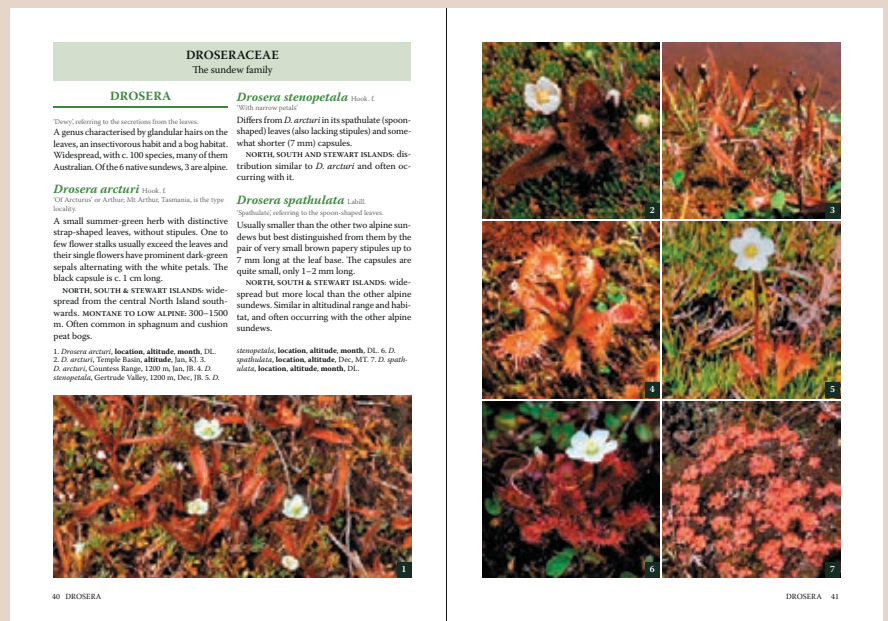 DROSERACEAE
The sundew family
DROSERA
'Dewy', referring to the secretions from the leaves.
A genus characterised by glandular hairs on the
leaves, an insectivorous habit and a bog habitat.
Widespread, with c. 100 species, many of them
Australian. Of the 6 native sundews, 3 are alpine.
Drosera arcturi Hook. f.
'Of Arcturus' or Arthur; Mt Arthur, Tasmania, is the type
locality.
A small summer-green herb with distinctive
strap-shaped leaves, without stipules. One to
few flower stalks usually exceed the leaves and
their single flowers have prominent dark-green
sepals alternating with the white petals. The
black capsule is c. 1 cm long.
NORTH, SOUTH & STEWART ISLANDS: wide-
spread from the central North Island south-
wards. MONTANE TO LOW ALPINE: 300–1500
m. Often common in sphagnum and cushion
peat bogs.
Drosera stenopetala Hook. f.
'With narrow petals'
Differs from D. arcturi in its spathulate (spoon-
shaped) leaves (also lacking stipules) and some-
what shorter (7 mm) capsules.
NORTH, SOUTH AND STEWART ISLANDS: dis-
tribution similar to D. arcturi and often oc-
curring with it.
Drosera spathulata Labill.
'Spathulate', referring to the spoon-shaped leaves.
Usually smaller than the other two alpine sun-
dews but best distinguished from them by the
pair of very small brown papery stipules up to
7 mm long at the leaf base. The capsules are
quite small, only 1–2 mm long.
NORTH, SOUTH & STEWART ISLANDS: wide-
spread but more local than the other alpine
sundews. Similar in altitudinal range and habi-
tat, and often occurring with the other alpine
sundews.
1. Drosera arcturi, location, altitude, month, DL.
2. D. arcturi, Temple Basin, altitude, Jan, KJ. 3.
D. arcturi, Countess Range, 1200 m, Jan, JB. 4. D.
stenopetala, Gertrude Valley, 1200 m, Dec, JB. 5. D.
stenopetala, location, altitude, month, DL. 6. D.
spathulata, location, altitude, Dec, MT. 7. D. spath-
ulata, location, altitude, month, DL.
1
40 DROSERA
2
3
4
5
6
7
DROSERA 41